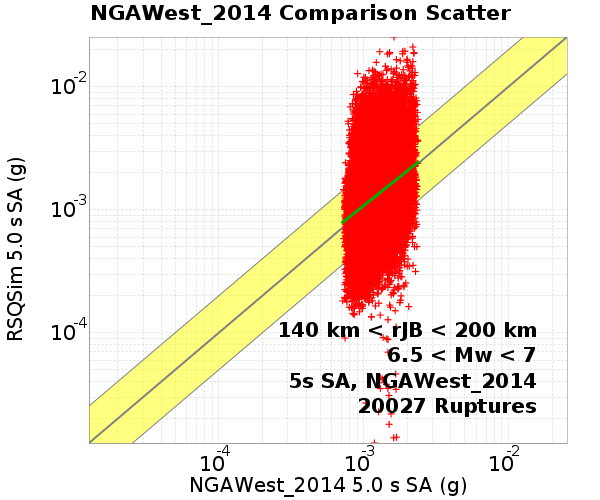 NGAWest_2014 Comparison Scatter
RSQSim 5.0 s SA (g)
10-2
10-3
10-4
140 km < rJB < 200 km
6.5 < Mw < 7
5s SA, NGAWest_2014
20027 Ruptures
10-4 10-3 10-2
NGAWest_2014 5.0 s SA (g)